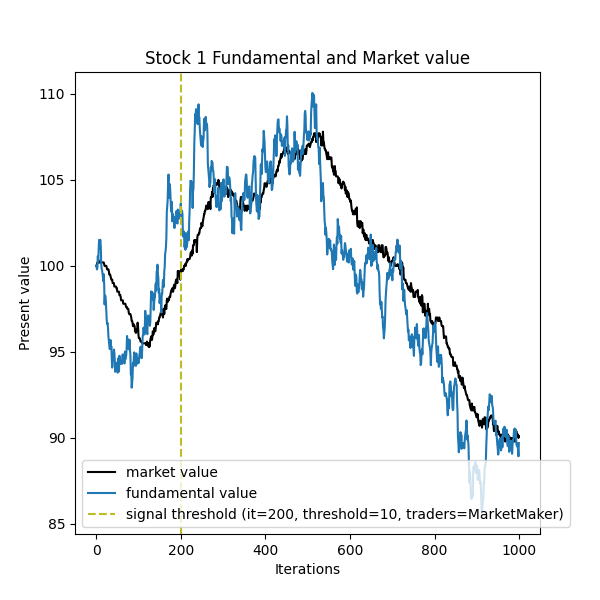 Stock 1 Fundamental and Market value
Present value
110
105
100
95
90
85
market value
fundamental value
signal threshold (it=200, threshold=10, traders=MarketMaker)
0 200 400 600 800 1000
Iterations